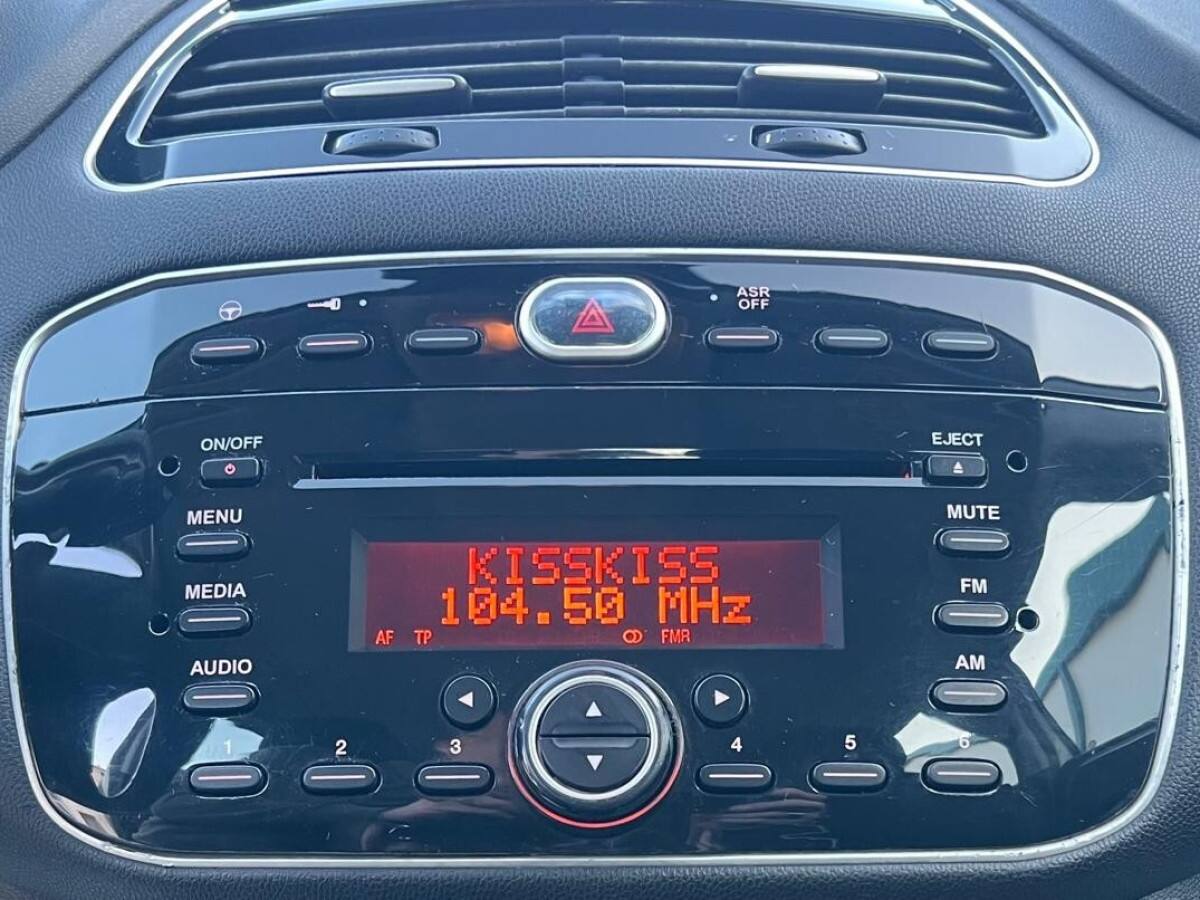 ASR
OFF
ON/OFF
EJECT
MENU
MUTE
KISSKISS
104.50 MHz
MEDIA
FM
AF TP FMR
AUDIO
AM
1 2 3 4 5 6